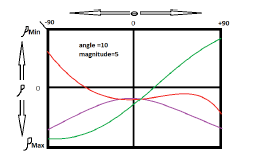 θ
-90 0 +90
ρMin
angle =10
magnitude=5
0
ρ
ρMax